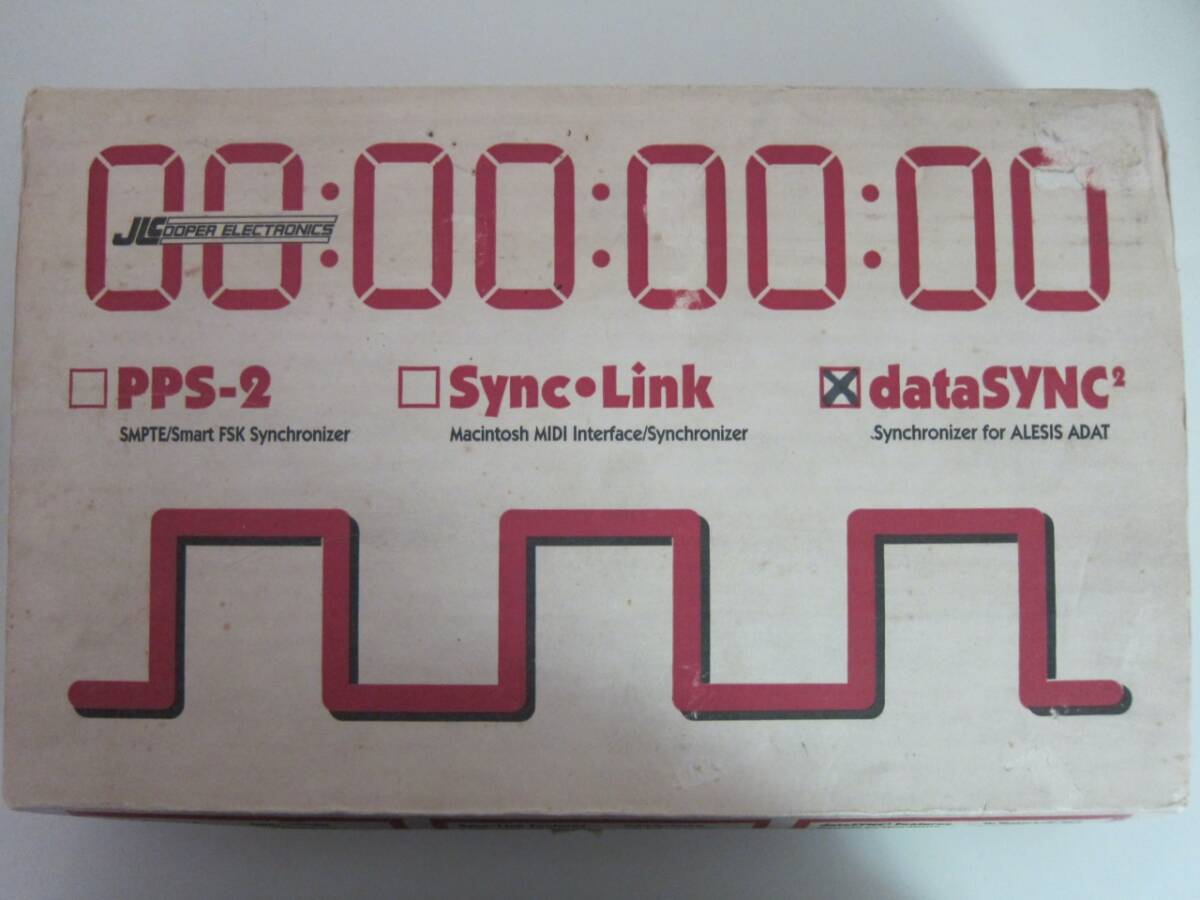 00:00:00:00
JLCOOPER ELECTRONICS
PPS-2
SMPTE/Smart FSK Synchronizer
Sync•Link
Macintosh MIDI Interface/Synchronizer
dataSYNC²
Synchronizer for ALESIS ADAT